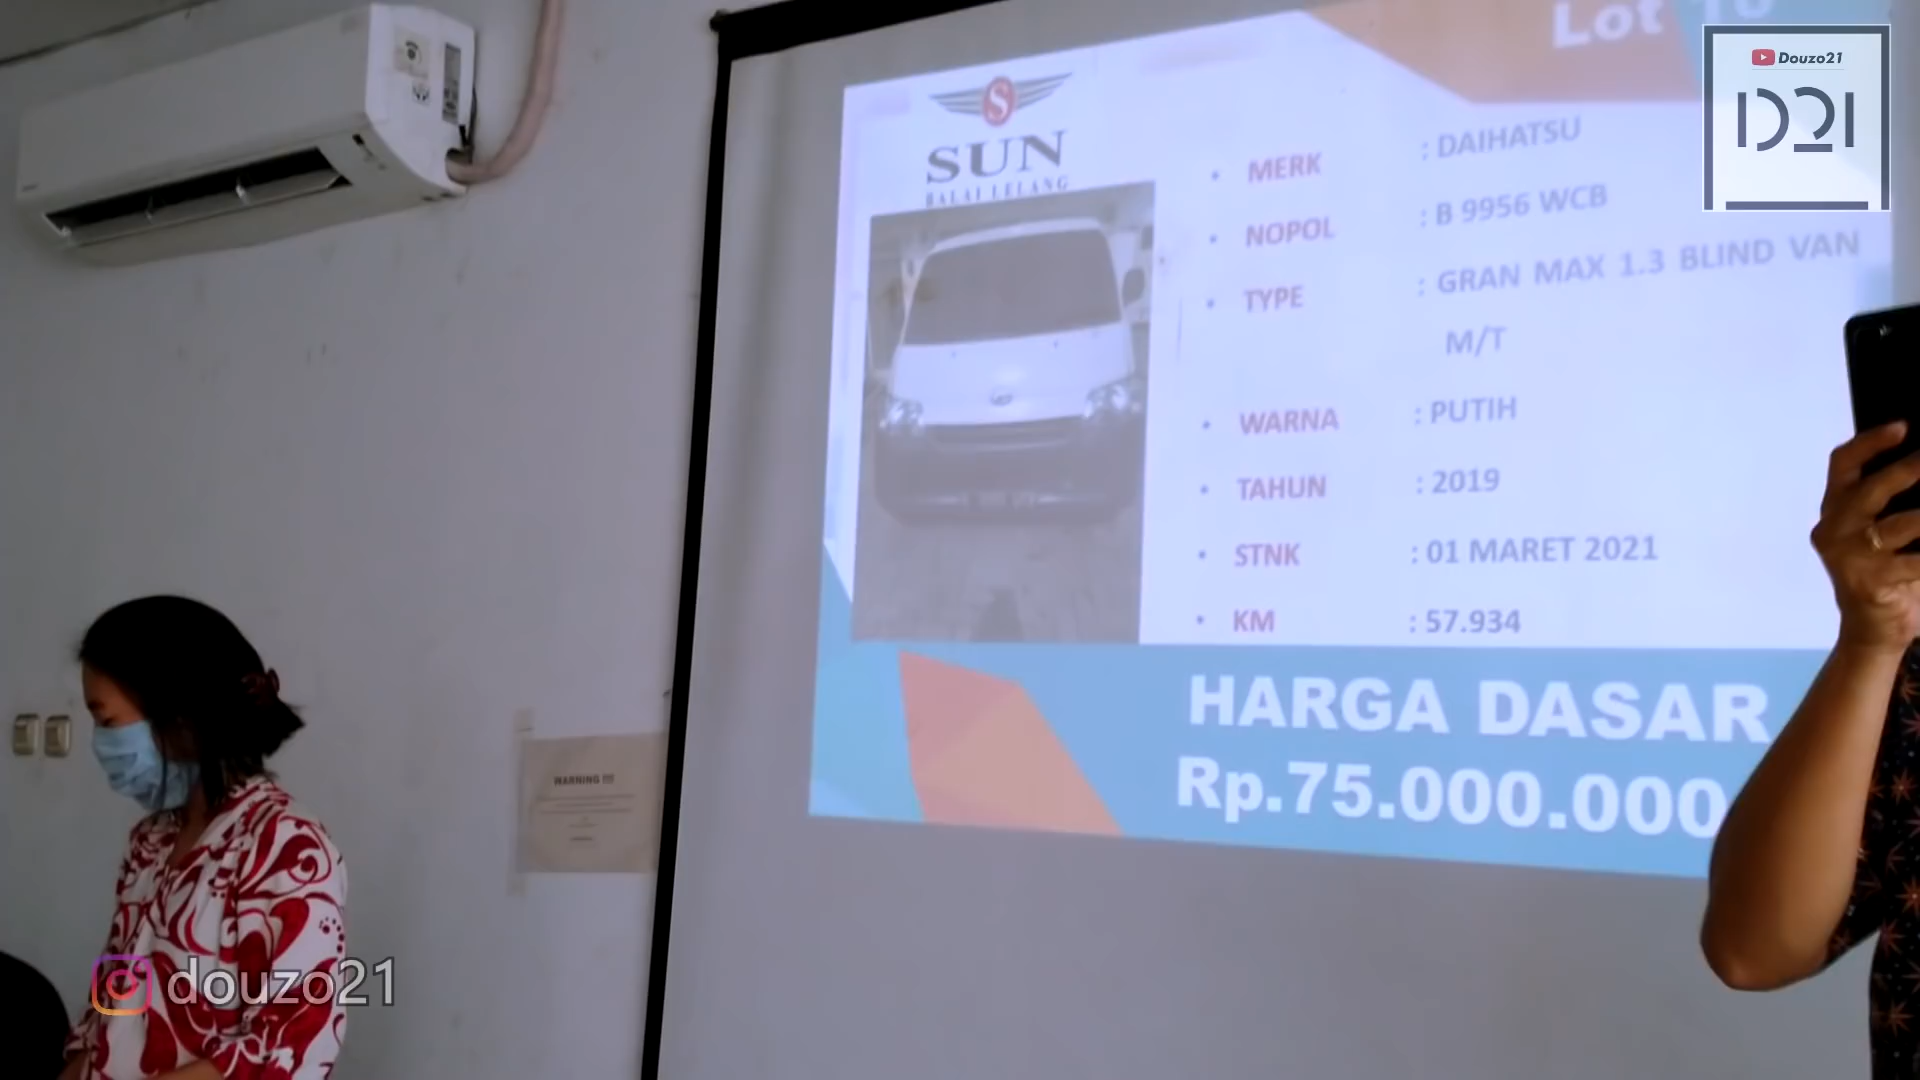 Lot 10
Douzo21
D21
S
SUN
BALAI LELANG
• MERK : DAIHATSU
• NOPOL : B 9956 WCB
• TYPE : GRAN MAX 1.3 BLIND VAN
M/T
• WARNA : PUTIH
• TAHUN : 2019
• STNK : 01 MARET 2021
• KM : 57.934
HARGA DASAR
Rp.75.000.000
WARNING !!!
douzo21